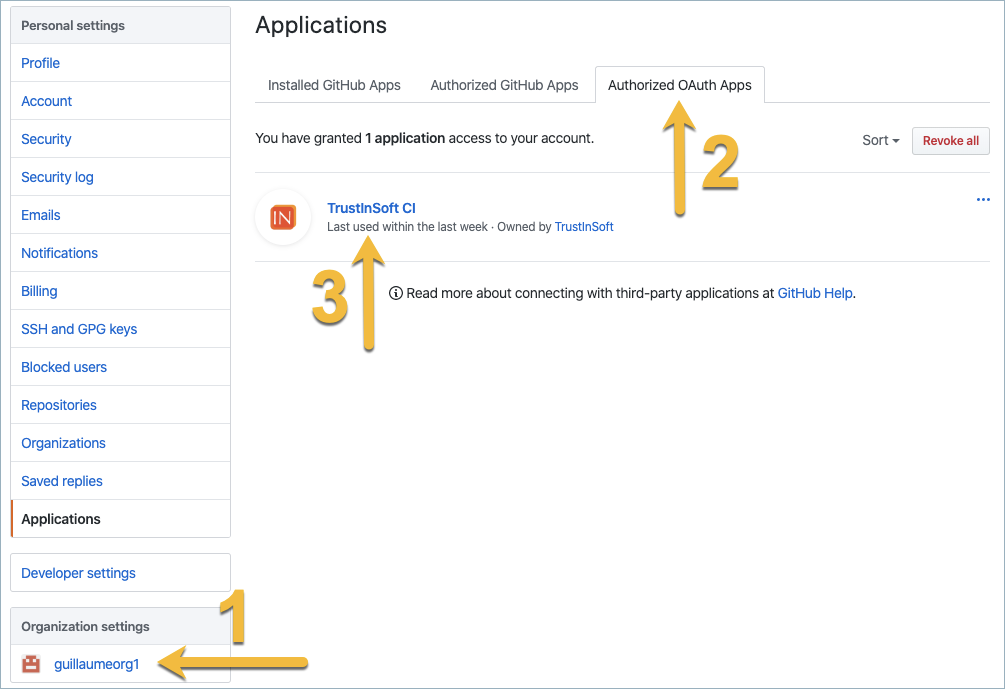 Personal settings
Profile
Account
Security
Security log
Emails
Notifications
Billing
SSH and GPG keys
Blocked users
Repositories
Organizations
Saved replies
Applications
Developer settings
Organization settings
guillaumeorg1
1
Applications
Installed GitHub Apps
Authorized GitHub Apps
Authorized OAuth Apps
You have granted 1 application access to your account.
Sort
Revoke all
2
IN
TrustInSoft CI
Last used within the last week · Owned by TrustInSoft
3
Read more about connecting with third-party applications at GitHub Help.